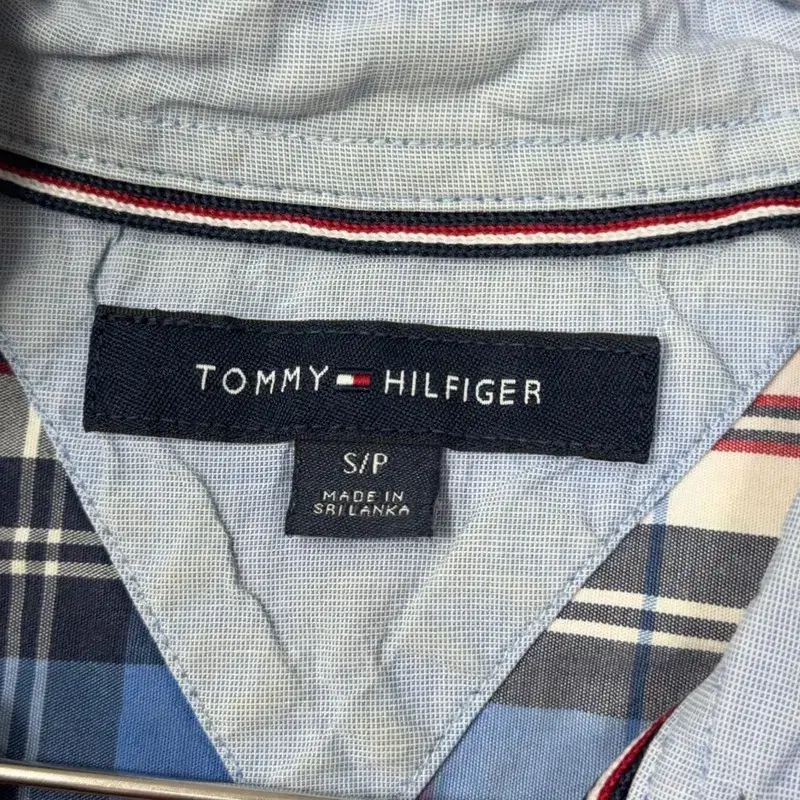 TOMMY HILFIGER
S/P
MADE IN
SRI LANKA